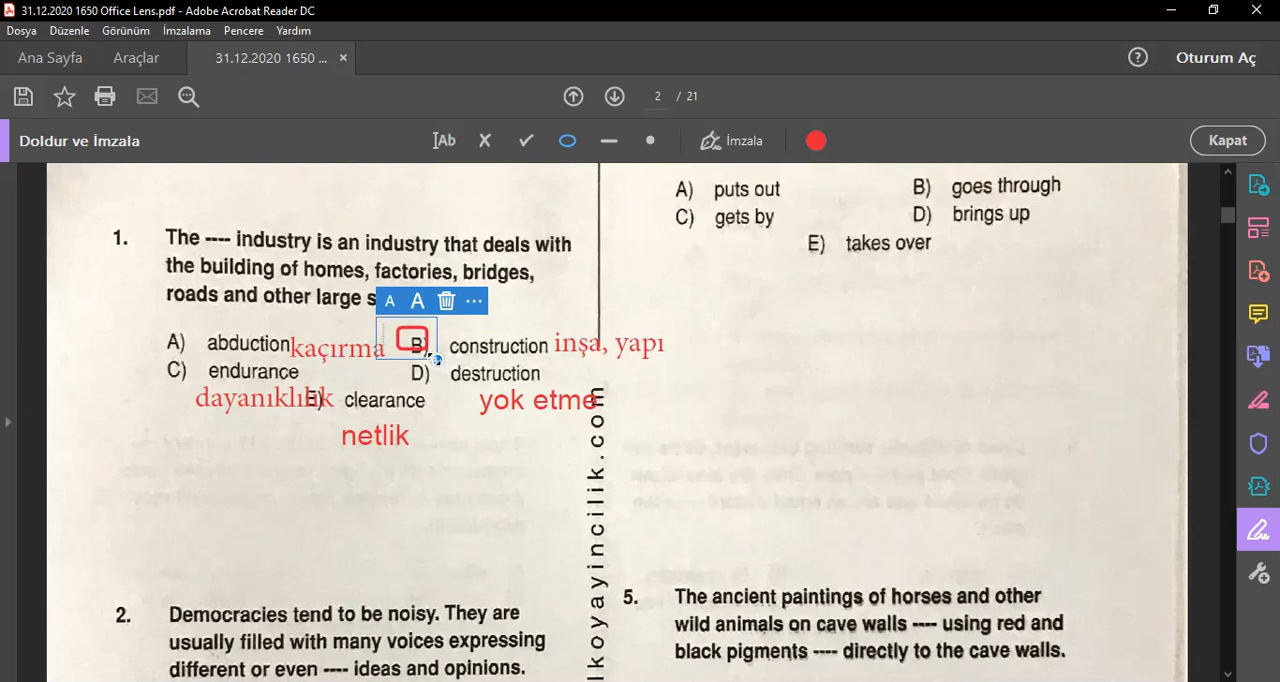 31.12.2020 1650 Office Lens.pdf - Adobe Acrobat Reader DC
Dosya Düzenle Görünüm İmzalama Pencere Yardım
Ana Sayfa Araçlar 31.12.2020 1650 ... × ? Oturum Aç
2 / 21
Doldur ve İmzala Ab İmzala Kapat
1. The ---- industry is an industry that deals with
the building of homes, factories, bridges,
roads and other large s
A A ...
A) abduction kaçırma B) construction inşa, yapı
C) endurance D) destruction
dayanıklılık E) clearance yok etme
netlik
2. Democracies tend to be noisy. They are
usually filled with many voices expressing
different or even ---- ideas and opinions.
lkoyayincilik.com
A) puts out B) goes through
C) gets by D) brings up
E) takes over
5. The ancient paintings of horses and other
wild animals on cave walls ---- using red and
black pigments ---- directly to the cave walls.